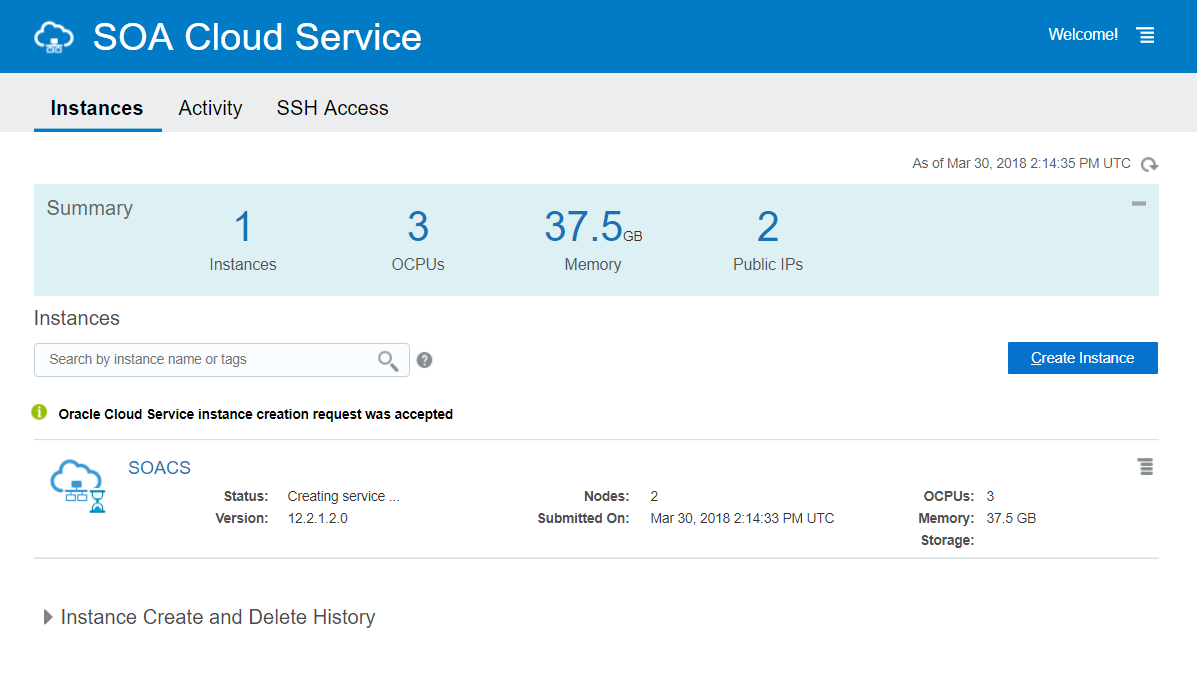 SOA Cloud Service
Welcome!
Instances Activity SSH Access
As of Mar 30, 2018 2:14:35 PM UTC
Summary
1 3 37.5GB 2
Instances OCPUs Memory Public IPs
Instances
Search by instance name or tags
?
Create Instance
i
Oracle Cloud Service instance creation request was accepted
SOACS
Status: Creating service ... Nodes: 2 OCPUs: 3
Version: 12.2.1.2.0 Submitted On: Mar 30, 2018 2:14:33 PM UTC Memory: 37.5 GB
Storage:
Instance Create and Delete History